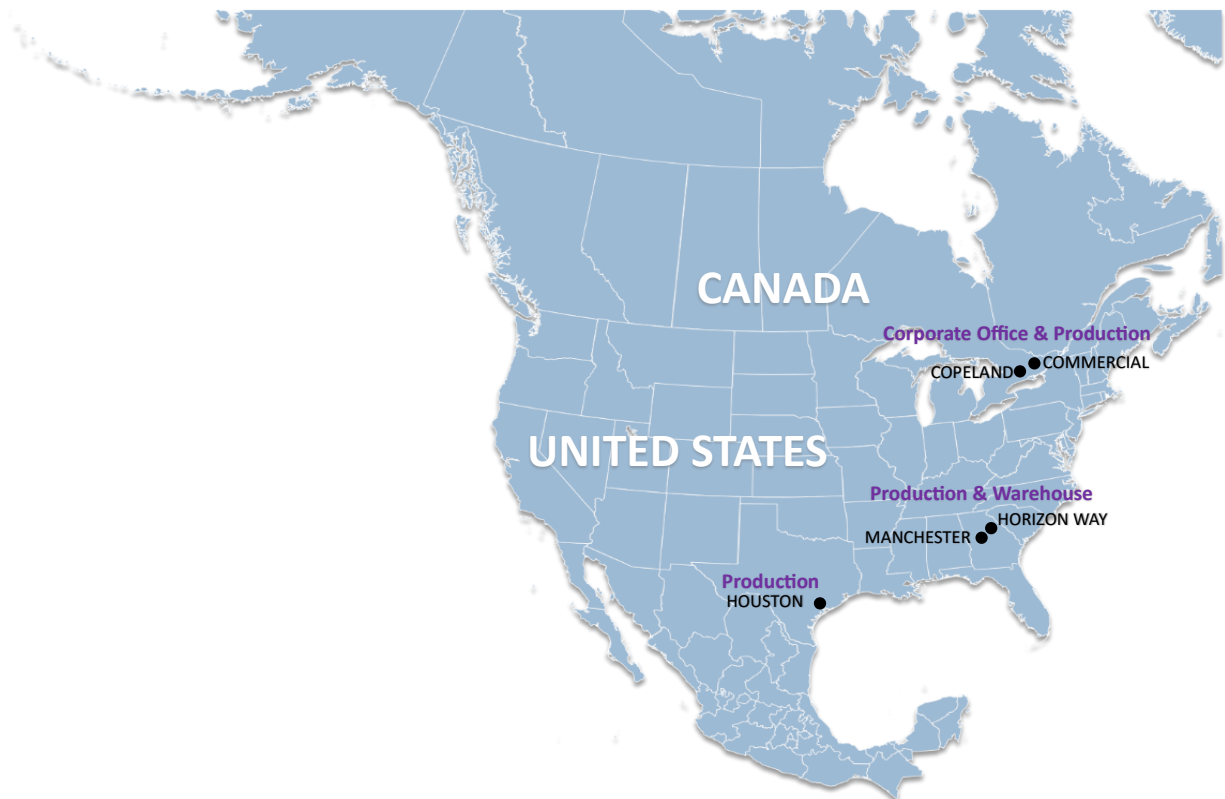 CANADA
Corporate Office & Production
COMMERCIAL
COPELAND
UNITED STATES
Production & Warehouse
HORIZON WAY
MANCHESTER
Production
HOUSTON